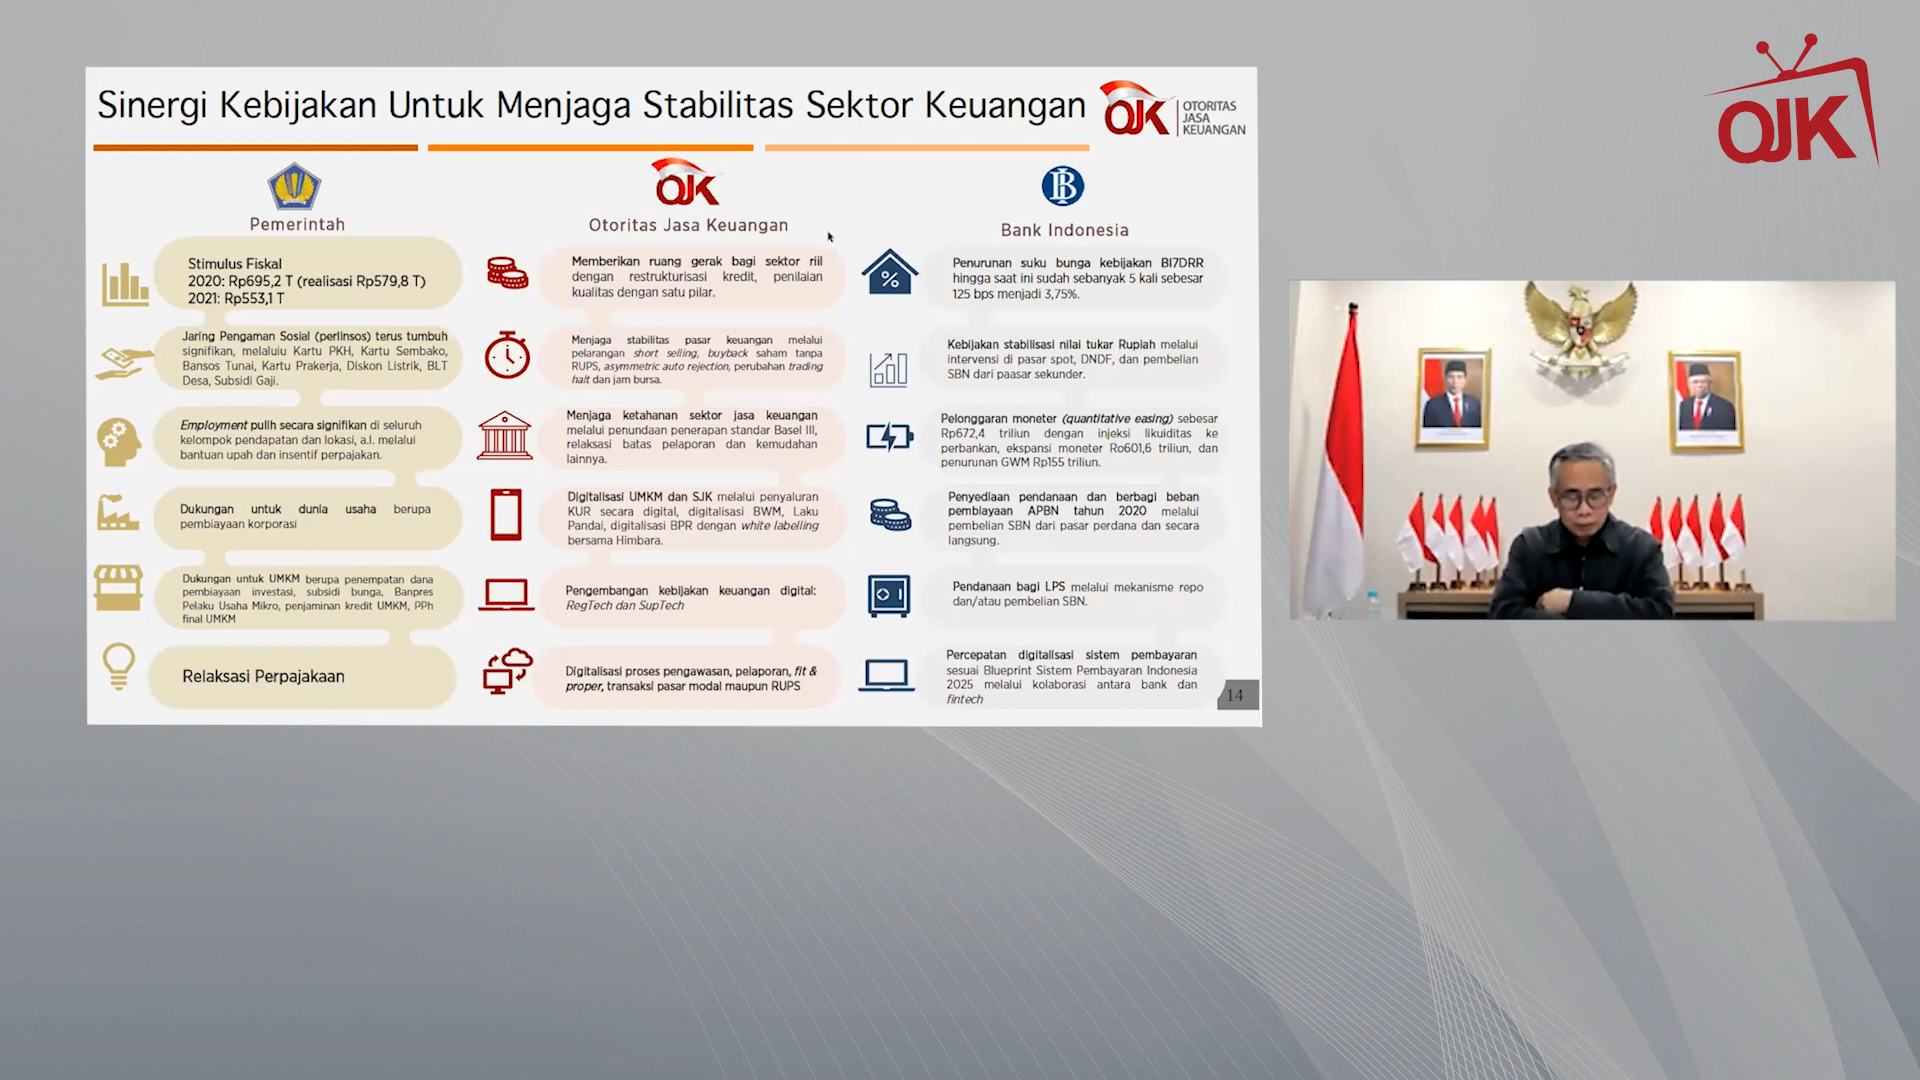 Sinergi Kebijakan Untuk Menjaga Stabilitas Sektor Keuangan
OJK
OTORITAS
JASA
KEUANGAN
OJK
Pemerintah
Stimulus Fiskal
2020: Rp695,2 T (realisasi Rp579,8 T)
2021: Rp553,1 T
Jaring Pengaman Sosial (perlinsos) terus tumbuh
signifikan, melaluiu Kartu PKH, Kartu Sembako,
Bansos Tunai, Kartu Prakerja, Diskon Listrik, BLT
Desa, Subsidi Gaji.
Employment pulih secara signifikan di seluruh
kelompok pendapatan dan lokasi, a.l. melalui
bantuan upah dan insentif perpajakan.
Dukungan untuk dunia usaha berupa
pembiayaan korporasi
Dukungan untuk UMKM berupa penempatan dana
pembiayaan investasi, subsidi bunga, Banpres
Pelaku Usaha Mikro, penjaminan kredit UMKM, PPh
final UMKM
Relaksasi Perpajakaan
OJK
Otoritas Jasa Keuangan
Memberikan ruang gerak bagi sektor riil
dengan restrukturisasi kredit, penilaian
kualitas dengan satu pilar.
Menjaga stabilitas pasar keuangan melalui
pelarangan short selling, buyback saham tanpa
RUPS, asymmetric auto rejection, perubahan trading
halt dan jam bursa.
Menjaga ketahanan sektor jasa keuangan
melalui penundaan penerapan standar Basel III,
relaksasi batas pelaporan dan kemudahan
lainnya.
Digitalisasi UMKM dan SJK melalui penyaluran
KUR secara digital, digitalisasi BWM, Laku
Pandai, digitalisasi BPR dengan white labelling
bersama Himbara.
Pengembangan kebijakan keuangan digital:
RegTech dan SupTech
Digitalisasi proses pengawasan, pelaporan, fit &
proper, transaksi pasar modal maupun RUPS
Bank Indonesia
Penurunan suku bunga kebijakan BI7DRR
hingga saat ini sudah sebanyak 5 kali sebesar
125 bps menjadi 3,75%.
Kebijakan stabilisasi nilai tukar Rupiah melalui
intervensi di pasar spot, DNDF, dan pembelian
SBN dari paasar sekunder.
Pelonggaran moneter (quantitative easing) sebesar
Rp672,4 triliun dengan injeksi likuiditas ke
perbankan, ekspansi moneter Ro601,6 triliun, dan
penurunan GWM Rp155 triliun.
Penyediaan pendanaan dan berbagi beban
pembiayaan APBN tahun 2020 melalui
pembelian SBN dari pasar perdana dan secara
langsung.
Pendanaan bagi LPS melalui mekanisme repo
dan/atau pembelian SBN.
Percepatan digitalisasi sistem pembayaran
sesuai Blueprint Sistem Pembayaran Indonesia
2025 melalui kolaborasi antara bank dan
fintech
14